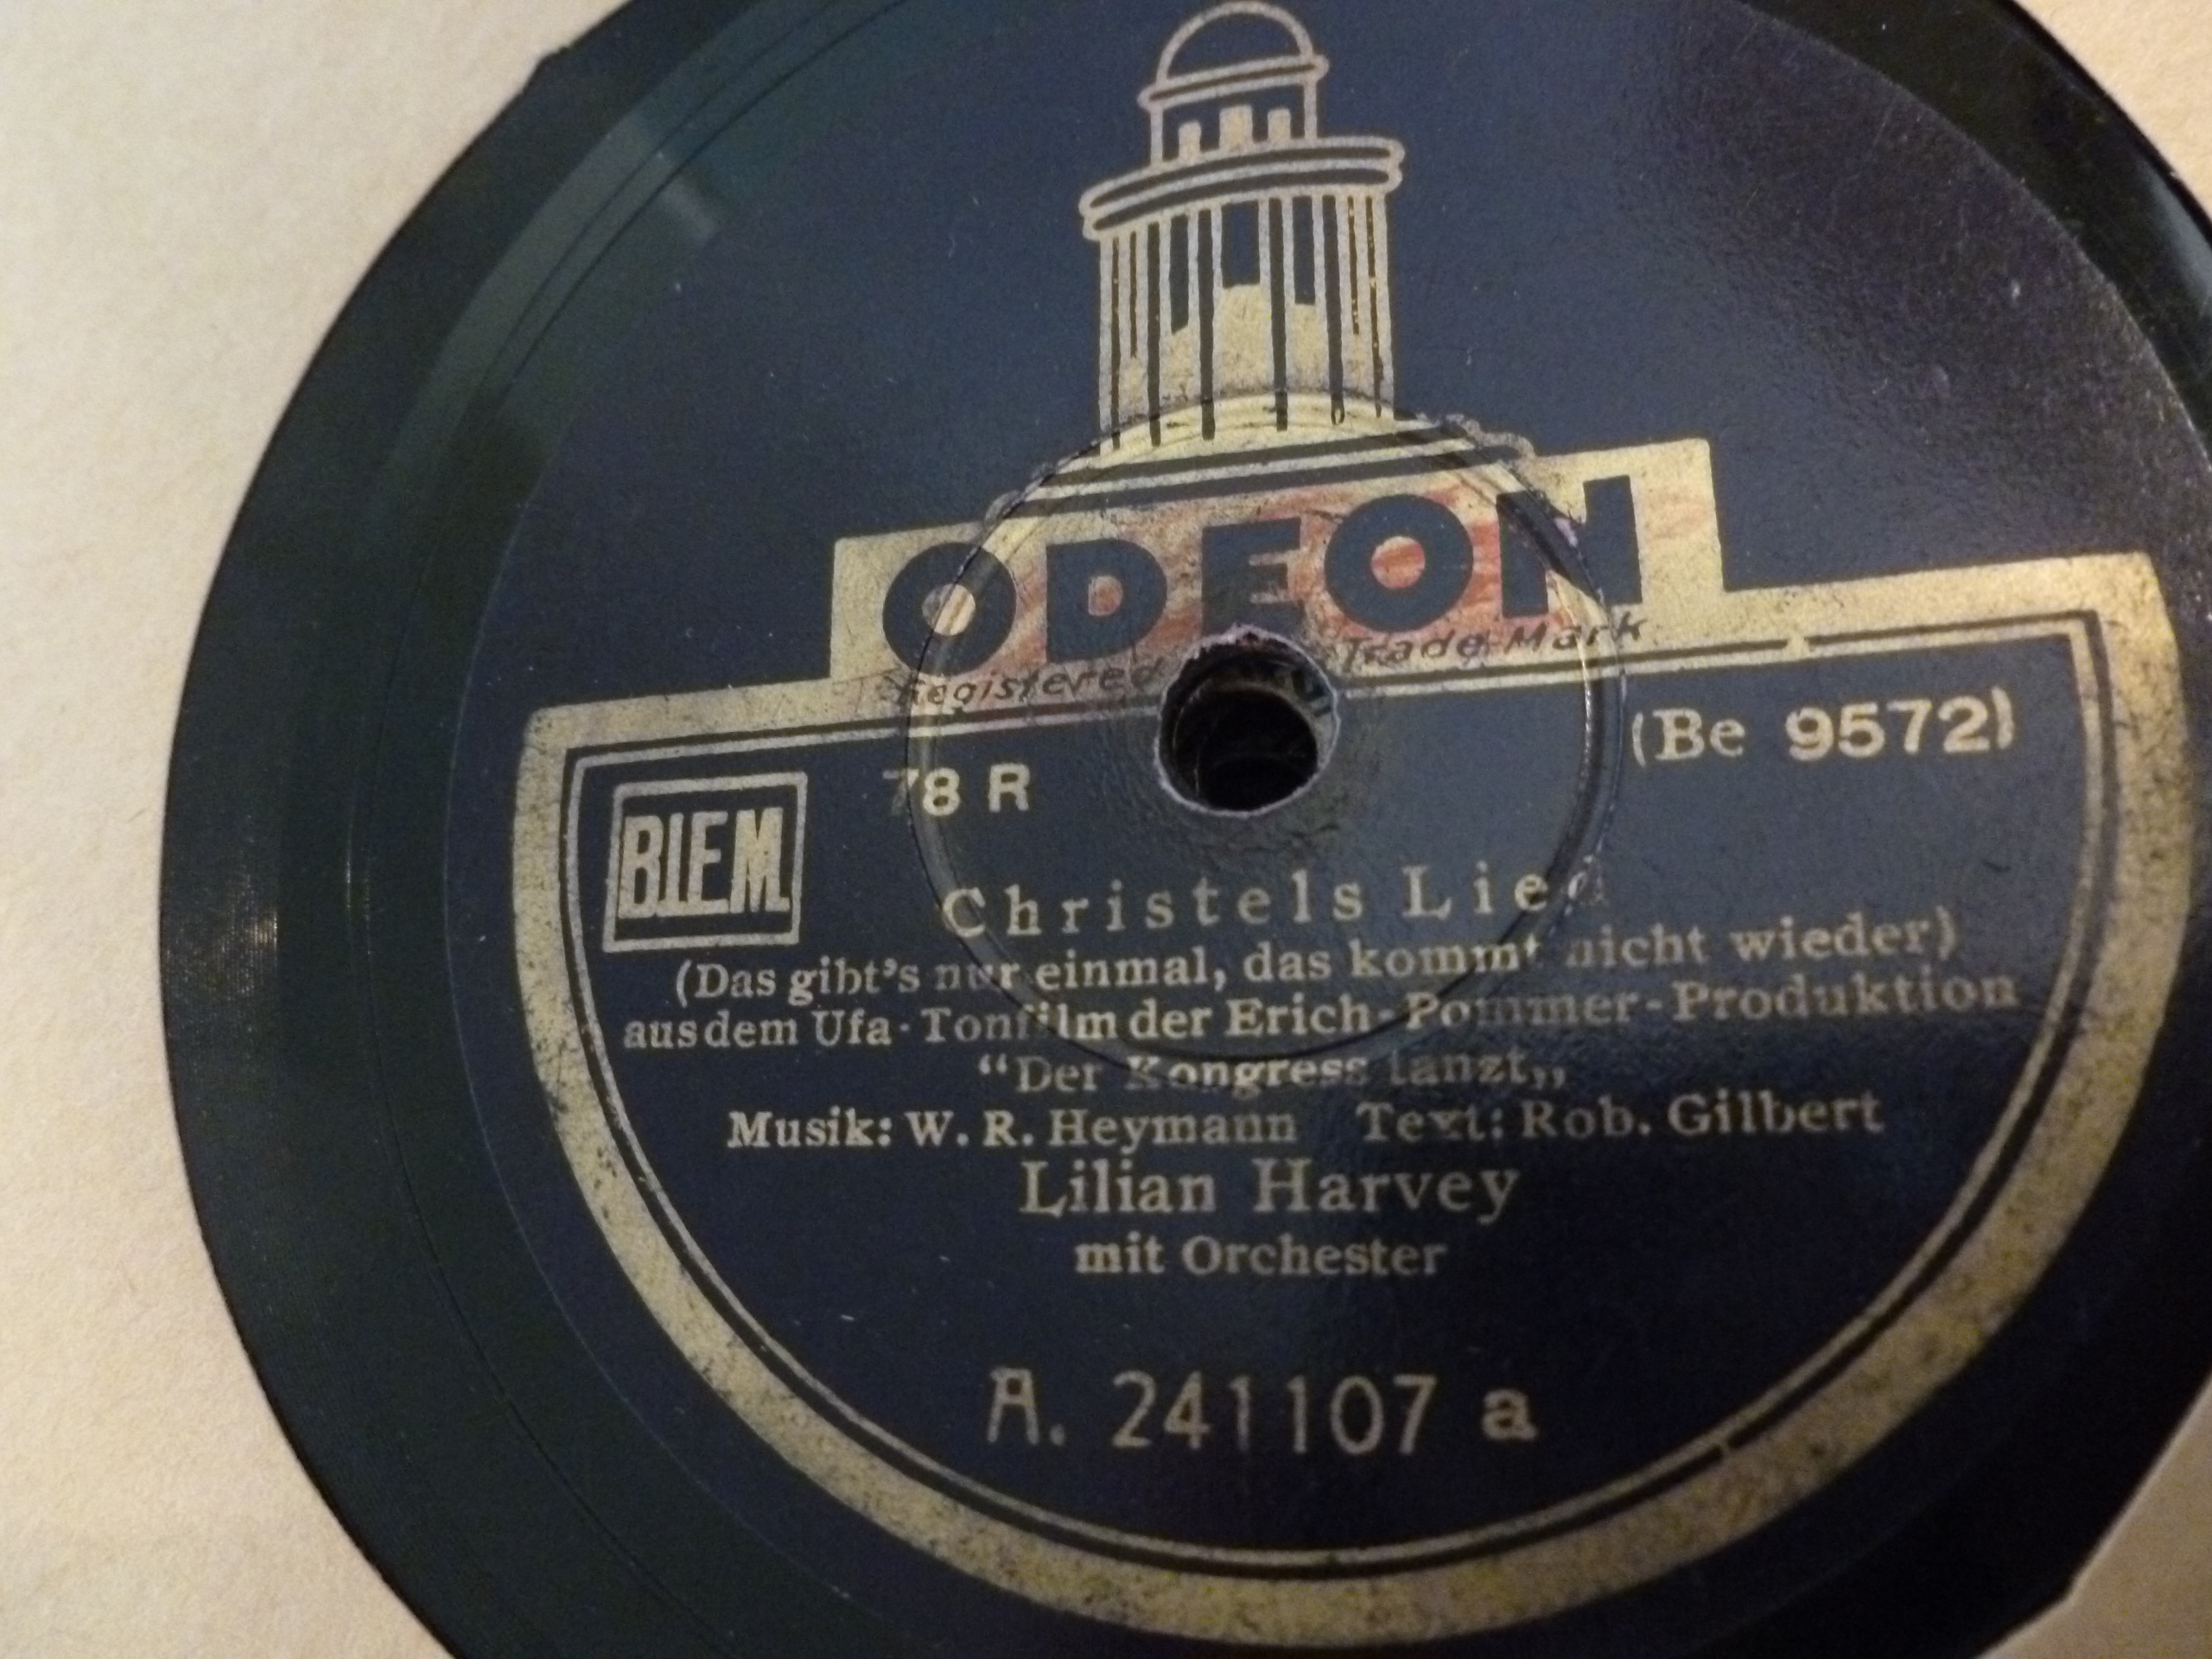 ODEON
Registered Trade-Mark
(Be 9572)
78 R
B.I.E.M.
Christels Lied
(Das gibt's nur einmal, das kommt nicht wieder)
aus dem Ufa-Tonfilm der Erich-Pommer-Produktion
“Der Kongress tanzt„
Musik: W. R. Heymann Text: Rob. Gilbert
Lilian Harvey
mit Orchester
A. 241107 a